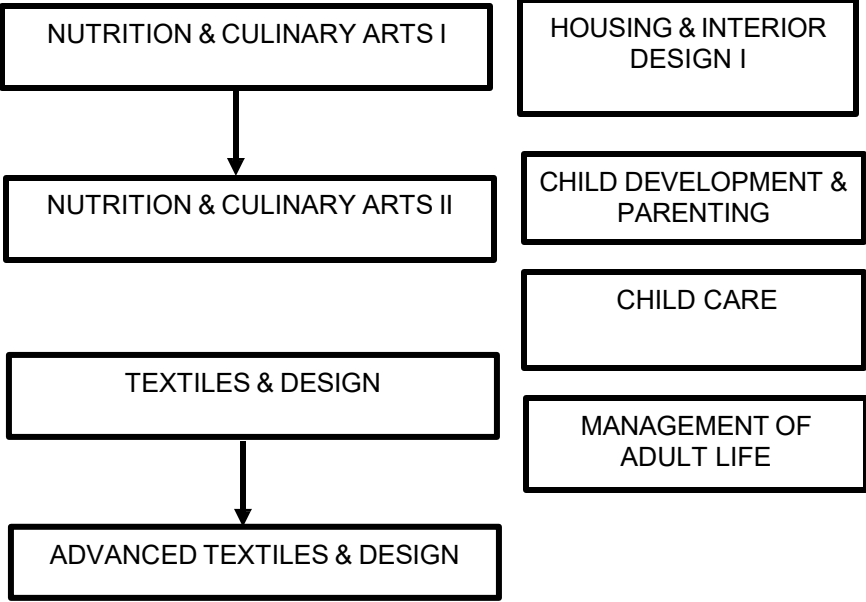 NUTRITION & CULINARY ARTS I
NUTRITION & CULINARY ARTS II
TEXTILES & DESIGN
ADVANCED TEXTILES & DESIGN
HOUSING & INTERIOR
DESIGN I
CHILD DEVELOPMENT &
PARENTING
CHILD CARE
MANAGEMENT OF
ADULT LIFE